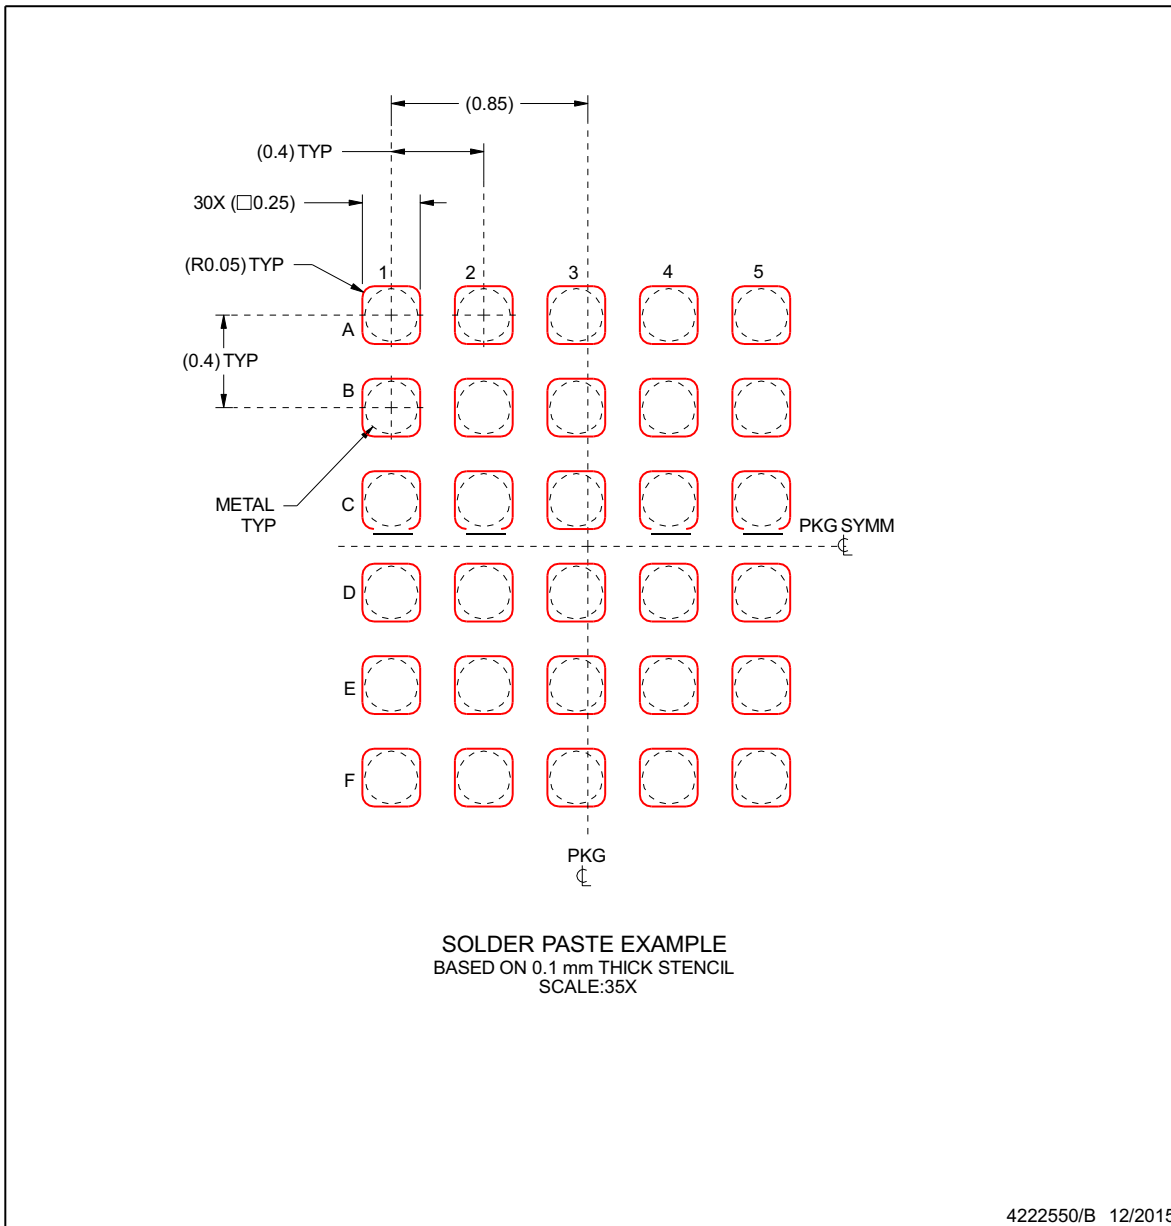 (0.85)
(0.4) TYP
30X (□0.25)
(R0.05) TYP
1 2 3 4 5
A
(0.4) TYP
B
METAL
TYP
C
PKG SYMM
℄
D
E
F
PKG
℄
SOLDER PASTE EXAMPLE
BASED ON 0.1 mm THICK STENCIL
SCALE:35X
4222550/B 12/2015